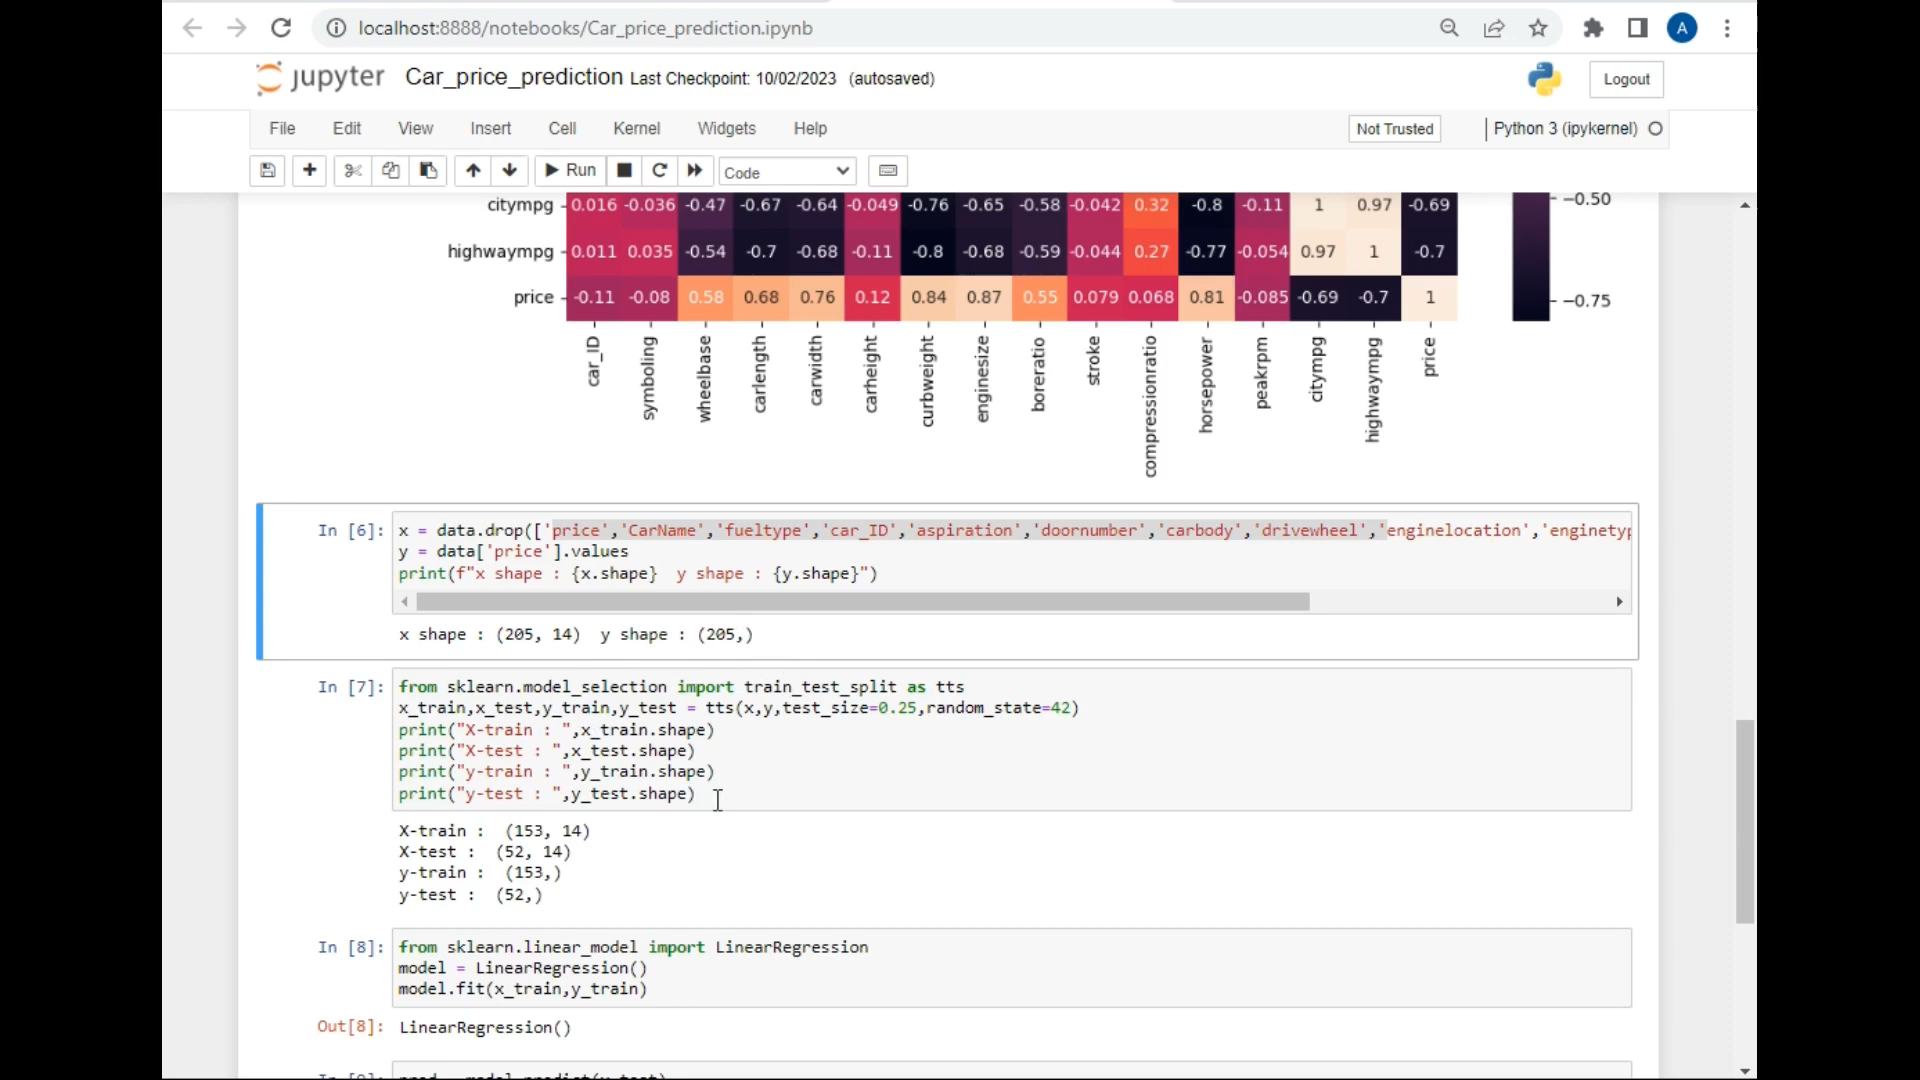 localhost:8888/notebooks/Car_price_prediction.ipynb
A
jupyter Car_price_prediction Last Checkpoint: 10/02/2023 (autosaved)
Logout
File Edit View Insert Cell Kernel Widgets Help
Not Trusted
Python 3 (ipykernel)
Run
Code
citympg 0.016 -0.036 -0.47 -0.67 -0.64 -0.049 -0.76 -0.65 -0.58 -0.042 0.32 -0.8 -0.11 1 0.97 -0.69
−0.50
highwaympg 0.011 0.035 -0.54 -0.7 -0.68 -0.11 -0.8 -0.68 -0.59 -0.044 0.27 -0.77 -0.054 0.97 1 -0.7
price -0.11 -0.08 0.58 0.68 0.76 0.12 0.84 0.87 0.55 0.079 0.068 0.81 -0.085 -0.69 -0.7 1
−0.75
car_ID
symboling
wheelbase
carlength
carwidth
carheight
curbweight
enginesize
boreratio
stroke
compressionratio
horsepower
peakrpm
citympg
highwaympg
price
In [6]: x = data.drop(['price','CarName','fueltype','car_ID','aspiration','doornumber','carbody','drivewheel','enginelocation','enginetyp
y = data['price'].values
print(f"x shape : {x.shape}  y shape : {y.shape}")
x shape : (205, 14)  y shape : (205,)
In [7]: from sklearn.model_selection import train_test_split as tts
x_train,x_test,y_train,y_test = tts(x,y,test_size=0.25,random_state=42)
print("X-train : ",x_train.shape)
print("X-test : ",x_test.shape)
print("y-train : ",y_train.shape)
print("y-test : ",y_test.shape)
X-train :  (153, 14)
X-test :  (52, 14)
y-train :  (153,)
y-test :  (52,)
In [8]: from sklearn.linear_model import LinearRegression
model = LinearRegression()
model.fit(x_train,y_train)
Out[8]: LinearRegression()